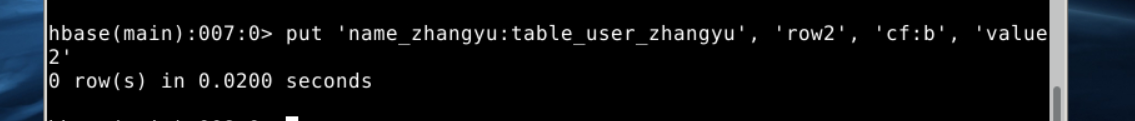 hbase(main):007:0> put 'name_zhangyu:table_user_zhangyu', 'row2', 'cf:b', 'value
2'
0 row(s) in 0.0200 seconds